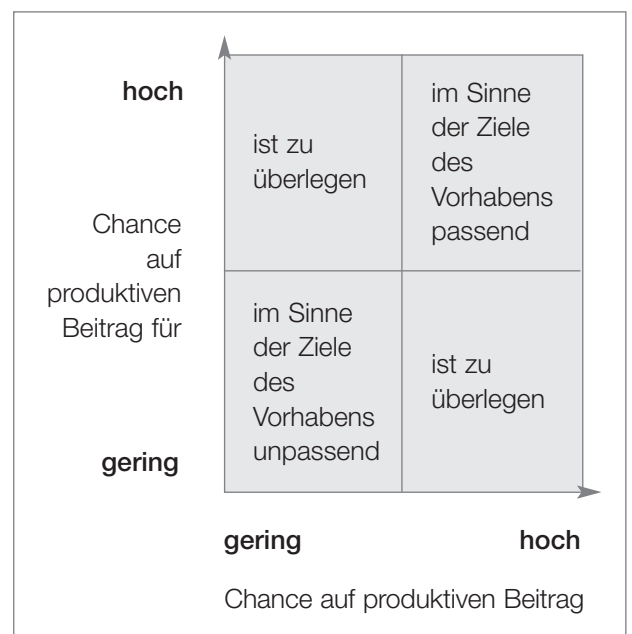 hoch
ist zu
überlegen
im Sinne
der Ziele
des
Vorhabens
passend
Chance
auf
produktiven
Beitrag für
im Sinne
der Ziele
des
Vorhabens
unpassend
ist zu
überlegen
gering
gering hoch
Chance auf produktiven Beitrag